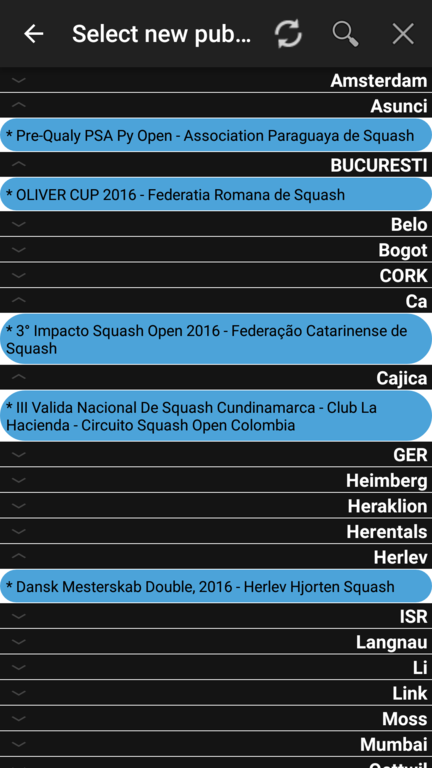 Select new pub...
Amsterdam
Asunci
* Pre-Qualy PSA Py Open - Association Paraguaya de Squash
BUCURESTI
* OLIVER CUP 2016 - Federatia Romana de Squash
Belo
Bogot
CORK
Ca
* 3° Impacto Squash Open 2016 - Federação Catarinense de
Squash
Cajica
* III Valida Nacional De Squash Cundinamarca - Club La
Hacienda - Circuito Squash Open Colombia
GER
Heimberg
Heraklion
Herentals
Herlev
* Dansk Mesterskab Double, 2016 - Herlev Hjorten Squash
ISR
Langnau
Li
Link
Moss
Mumbai